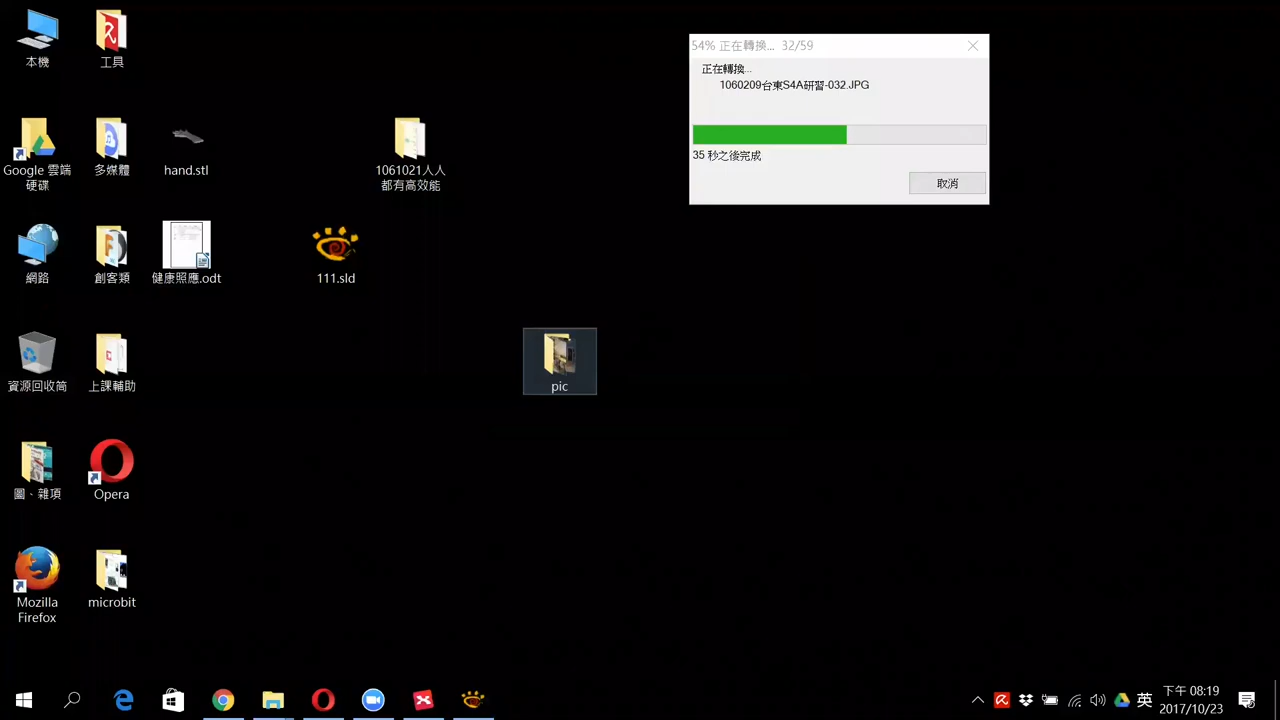 本機
工具
54% 正在轉換... 32/59
正在轉換...
1060209台東S4A研習-032.JPG
35 秒之後完成
取消
Google 雲端
硬碟
多媒體
hand.stl
1061021人人
都有高效能
網路
創客類
健康照應.odt
111.sld
資源回收筒
上課輔助
pic
圖、雜項
Opera
Mozilla
Firefox
microbit
英
下午 08:19
2017/10/23